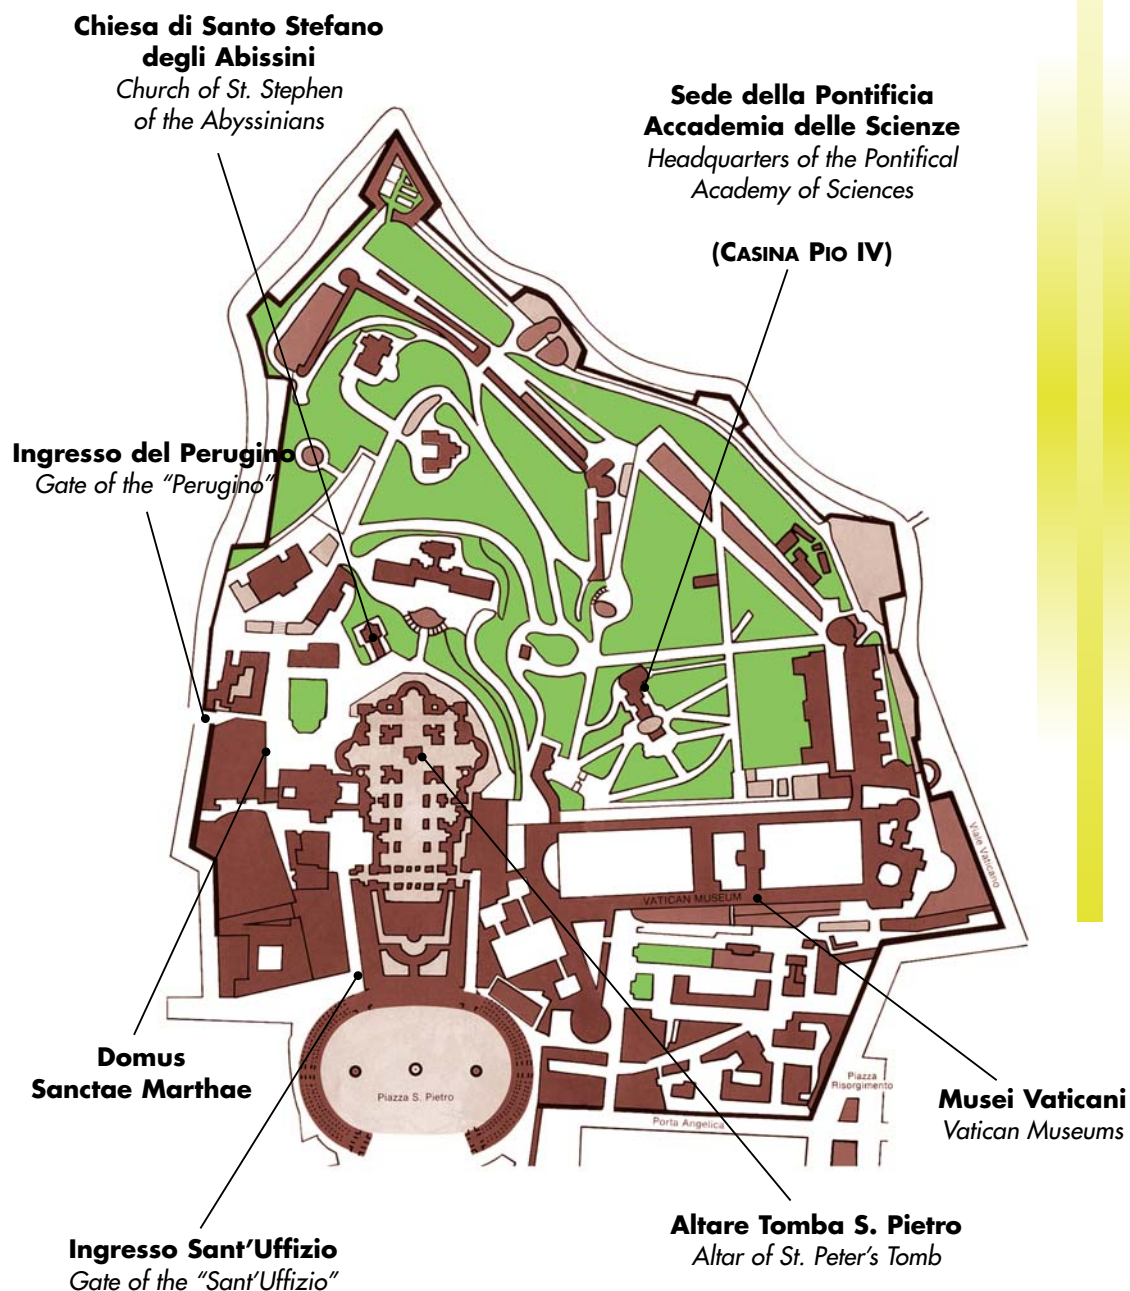 Chiesa di Santo Stefano
degli Abissini
Church of St. Stephen
of the Abyssinians
Sede della Pontificia
Accademia delle Scienze
Headquarters of the Pontifical
Academy of Sciences
(CASINA PIO IV)
Ingresso del Perugino
Gate of the “Perugino”
Viale Vaticano
VATICAN MUSEUM
Domus
Sanctae Marthae
Piazza S. Pietro
Piazza
Risorgimento
Porta Angelica
Musei Vaticani
Vatican Museums
Altare Tomba S. Pietro
Altar of St. Peter’s Tomb
Ingresso Sant’Uffizio
Gate of the “Sant’Uffizio”